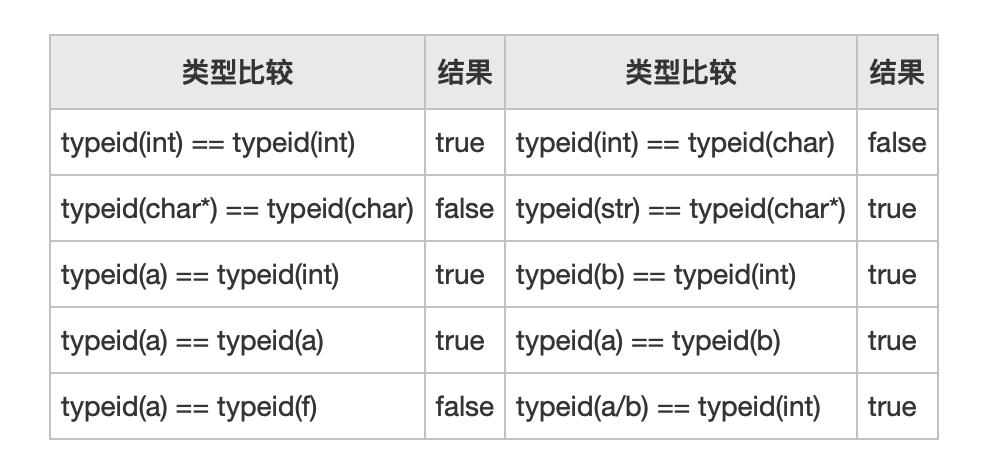 类型比较 结果 类型比较 结果
typeid(int) == typeid(int) true typeid(int) == typeid(char) false
typeid(char*) == typeid(char) false typeid(str) == typeid(char*) true
typeid(a) == typeid(int) true typeid(b) == typeid(int) true
typeid(a) == typeid(a) true typeid(a) == typeid(b) true
typeid(a) == typeid(f) false typeid(a/b) == typeid(int) true